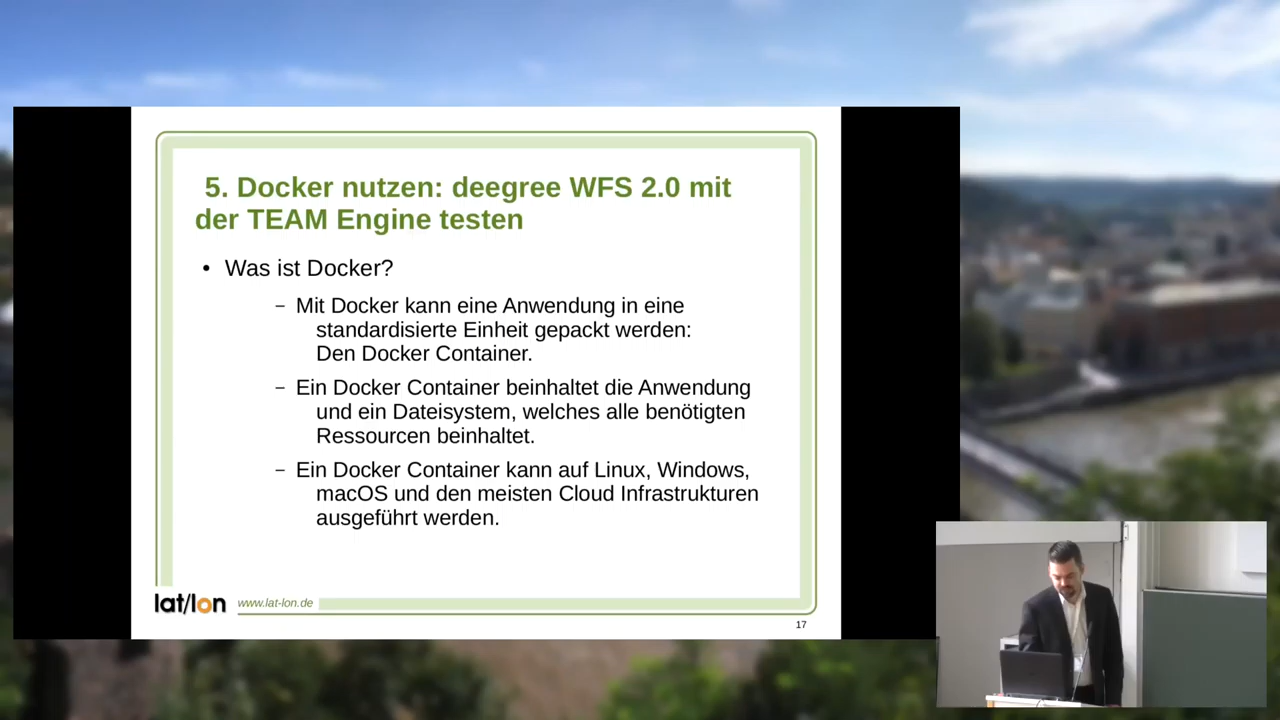 5. Docker nutzen: deegree WFS 2.0 mit
der TEAM Engine testen
• Was ist Docker?
– Mit Docker kann eine Anwendung in eine
standardisierte Einheit gepackt werden:
Den Docker Container.
– Ein Docker Container beinhaltet die Anwendung
und ein Dateisystem, welches alle benötigten
Ressourcen beinhaltet.
– Ein Docker Container kann auf Linux, Windows,
macOS und den meisten Cloud Infrastrukturen
ausgeführt werden.
lat/lon www.lat-lon.de
17